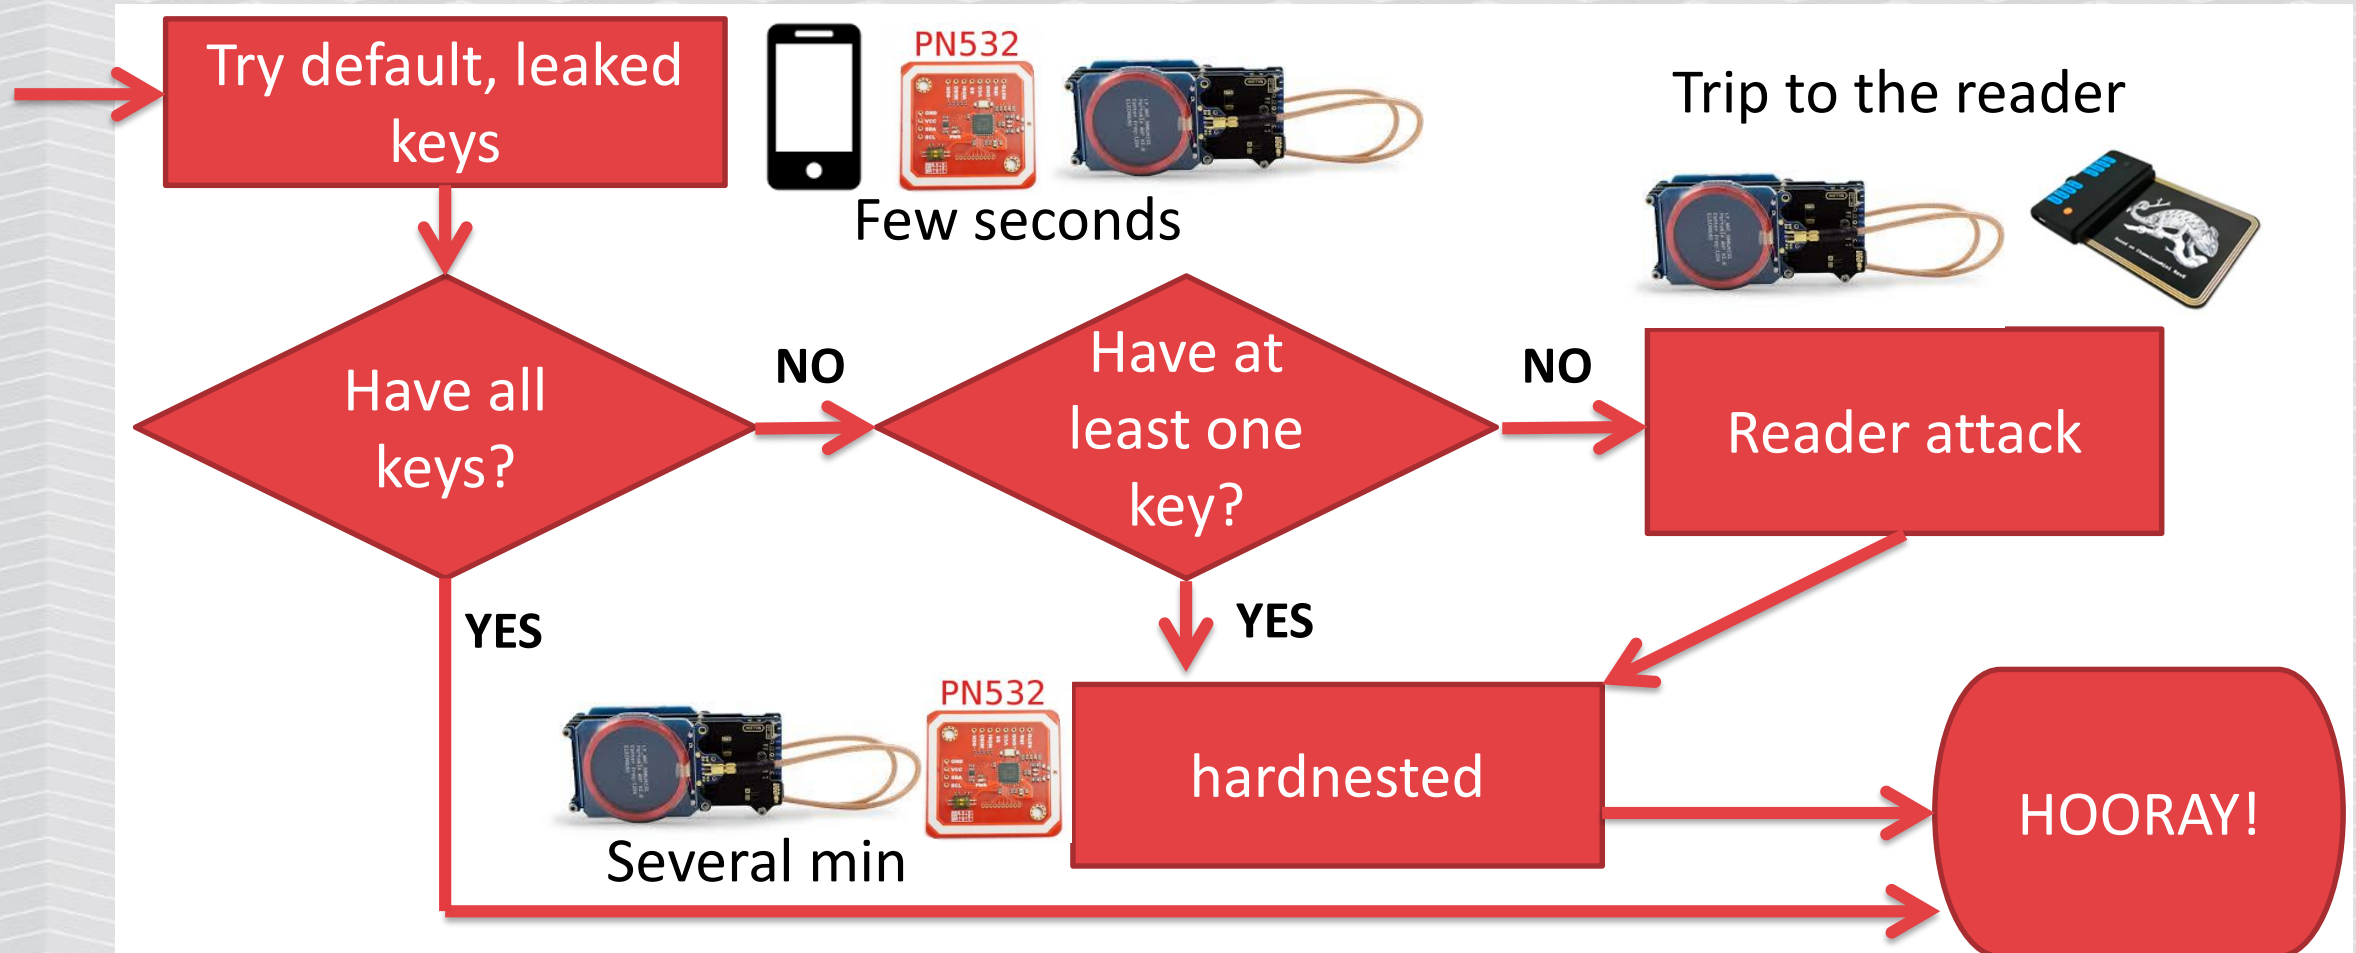 Try default, leaked
keys
PN532
Few seconds
Trip to the reader
Have all
keys?
NO
Have at
least one
key?
NO
Reader attack
YES
YES
PN532
Several min
hardnested
HOORAY!